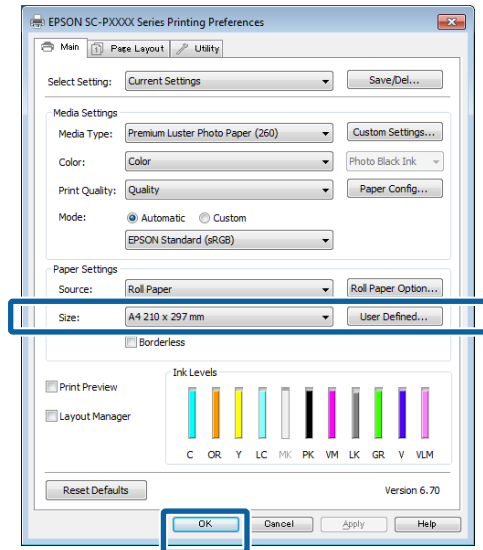 EPSON SC-PXXXX Series Printing Preferences
Main Page Layout Utility
Select Setting: Current Settings Save/Del...
Media Settings
Media Type: Premium Luster Photo Paper (260) Custom Settings...
Color: Color Photo Black Ink
Print Quality: Quality Paper Config...
Mode: Automatic Custom
EPSON Standard (sRGB)
Paper Settings
Source: Roll Paper Roll Paper Option...
Size: A4 210 x 297 mm User Defined...
Borderless
Ink Levels
Print Preview
Layout Manager
C OR Y LC MK PK VM LK GR V VLM
Reset Defaults Version 6.70
OK Cancel Apply Help